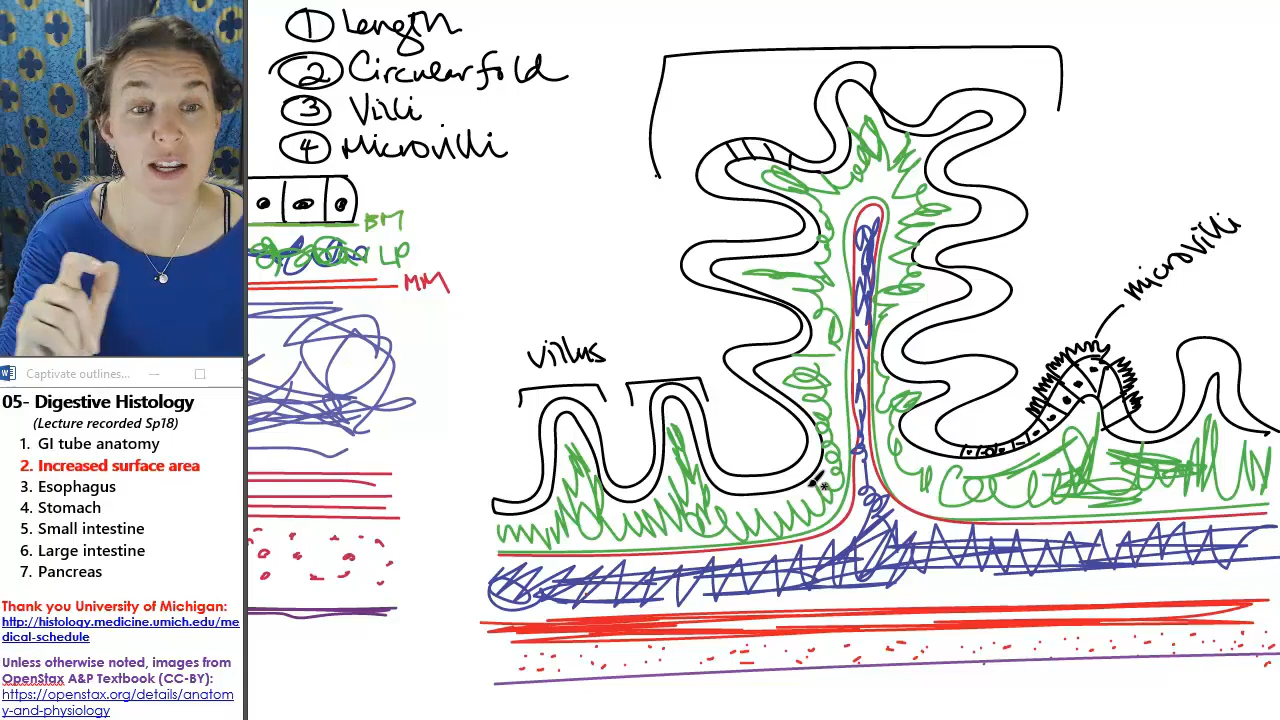 ① Length
② Circular fold
③ Villi
④ Microvilli
BM
LP
MM
villus
microvilli
Captivate outlines...
05- Digestive Histology
(Lecture recorded Sp18)
1. GI tube anatomy
2. Increased surface area
3. Esophagus
4. Stomach
5. Small intestine
6. Large intestine
7. Pancreas
Thank you University of Michigan:
http://histology.medicine.umich.edu/me
dical-schedule
Unless otherwise noted, images from
OpenStax A&P Textbook (CC-BY):
https://openstax.org/details/anatom
y-and-physiology